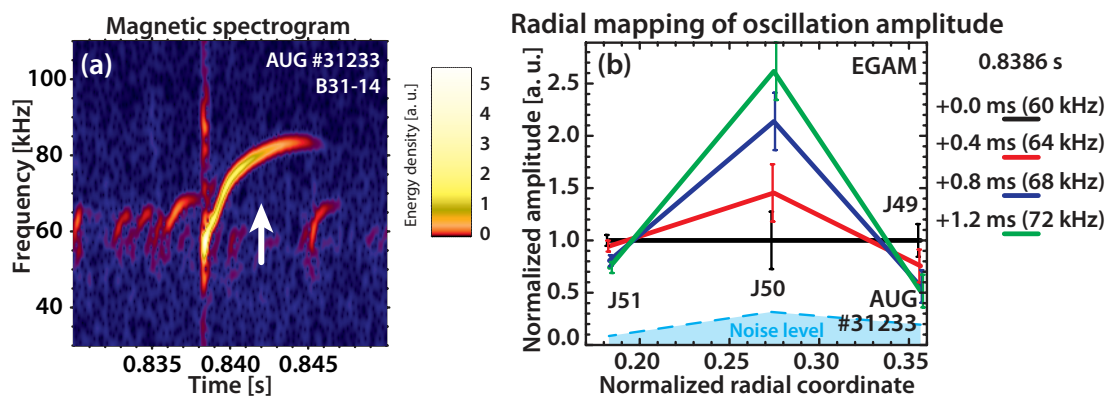 Magnetic spectrogram
(a)
AUG #31233
B31-14
Frequency [kHz]
100
80
60
40
0.835 0.840 0.845
Time [s]
Energy density [a. u.]
5
4
3
2
1
0
Radial mapping of oscillation amplitude
(b)
EGAM
Normalized amplitude [a. u.]
2.5
2.0
1.5
1.0
0.5
0.0
J49
J51
J50
AUG
#31233
Noise level
0.20 0.25 0.30 0.35
Normalized radial coordinate
0.8386 s
+0.0 ms (60 kHz)
+0.4 ms (64 kHz)
+0.8 ms (68 kHz)
+1.2 ms (72 kHz)